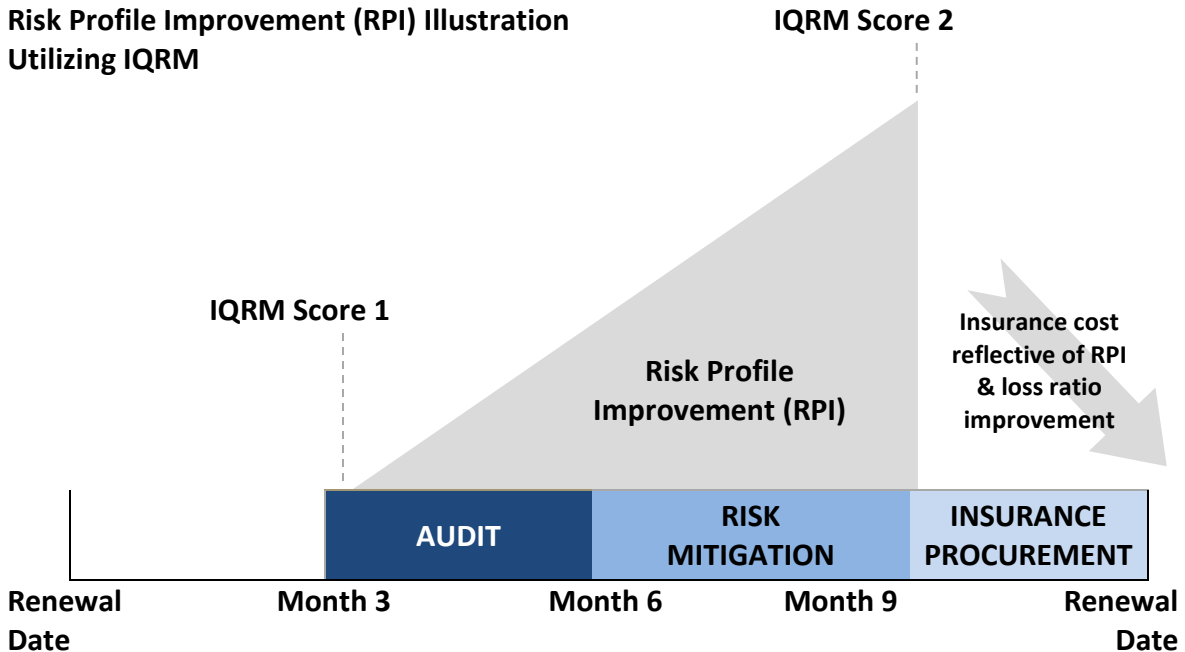 Risk Profile Improvement (RPI) Illustration
Utilizing IQRM
IQRM Score 2
IQRM Score 1
Insurance cost
reflective of RPI
& loss ratio
improvement
Risk Profile
Improvement (RPI)
AUDIT
RISK
MITIGATION
INSURANCE
PROCUREMENT
Renewal
Date
Month 3
Month 6
Month 9
Renewal
Date